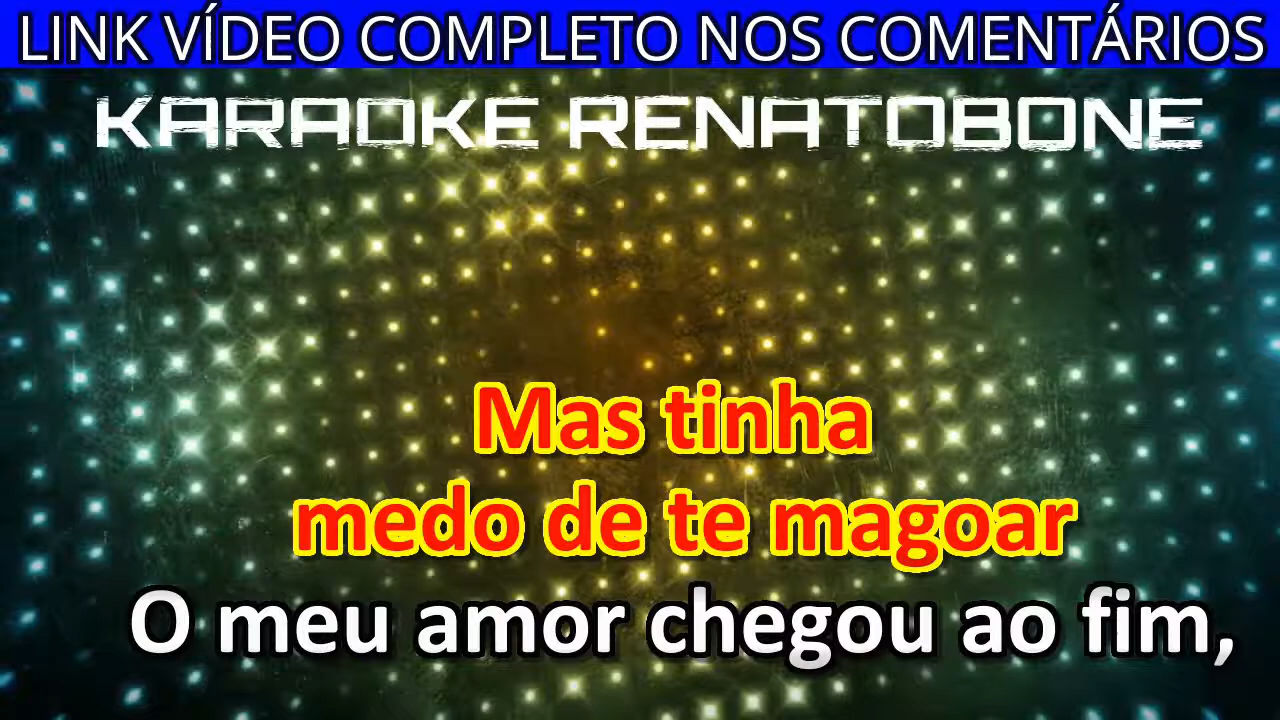 LINK VÍDEO COMPLETO NOS COMENTÁRIOS
KARAOKE RENATOBONE
Mas tinha
medo de te magoar
O meu amor chegou ao fim,